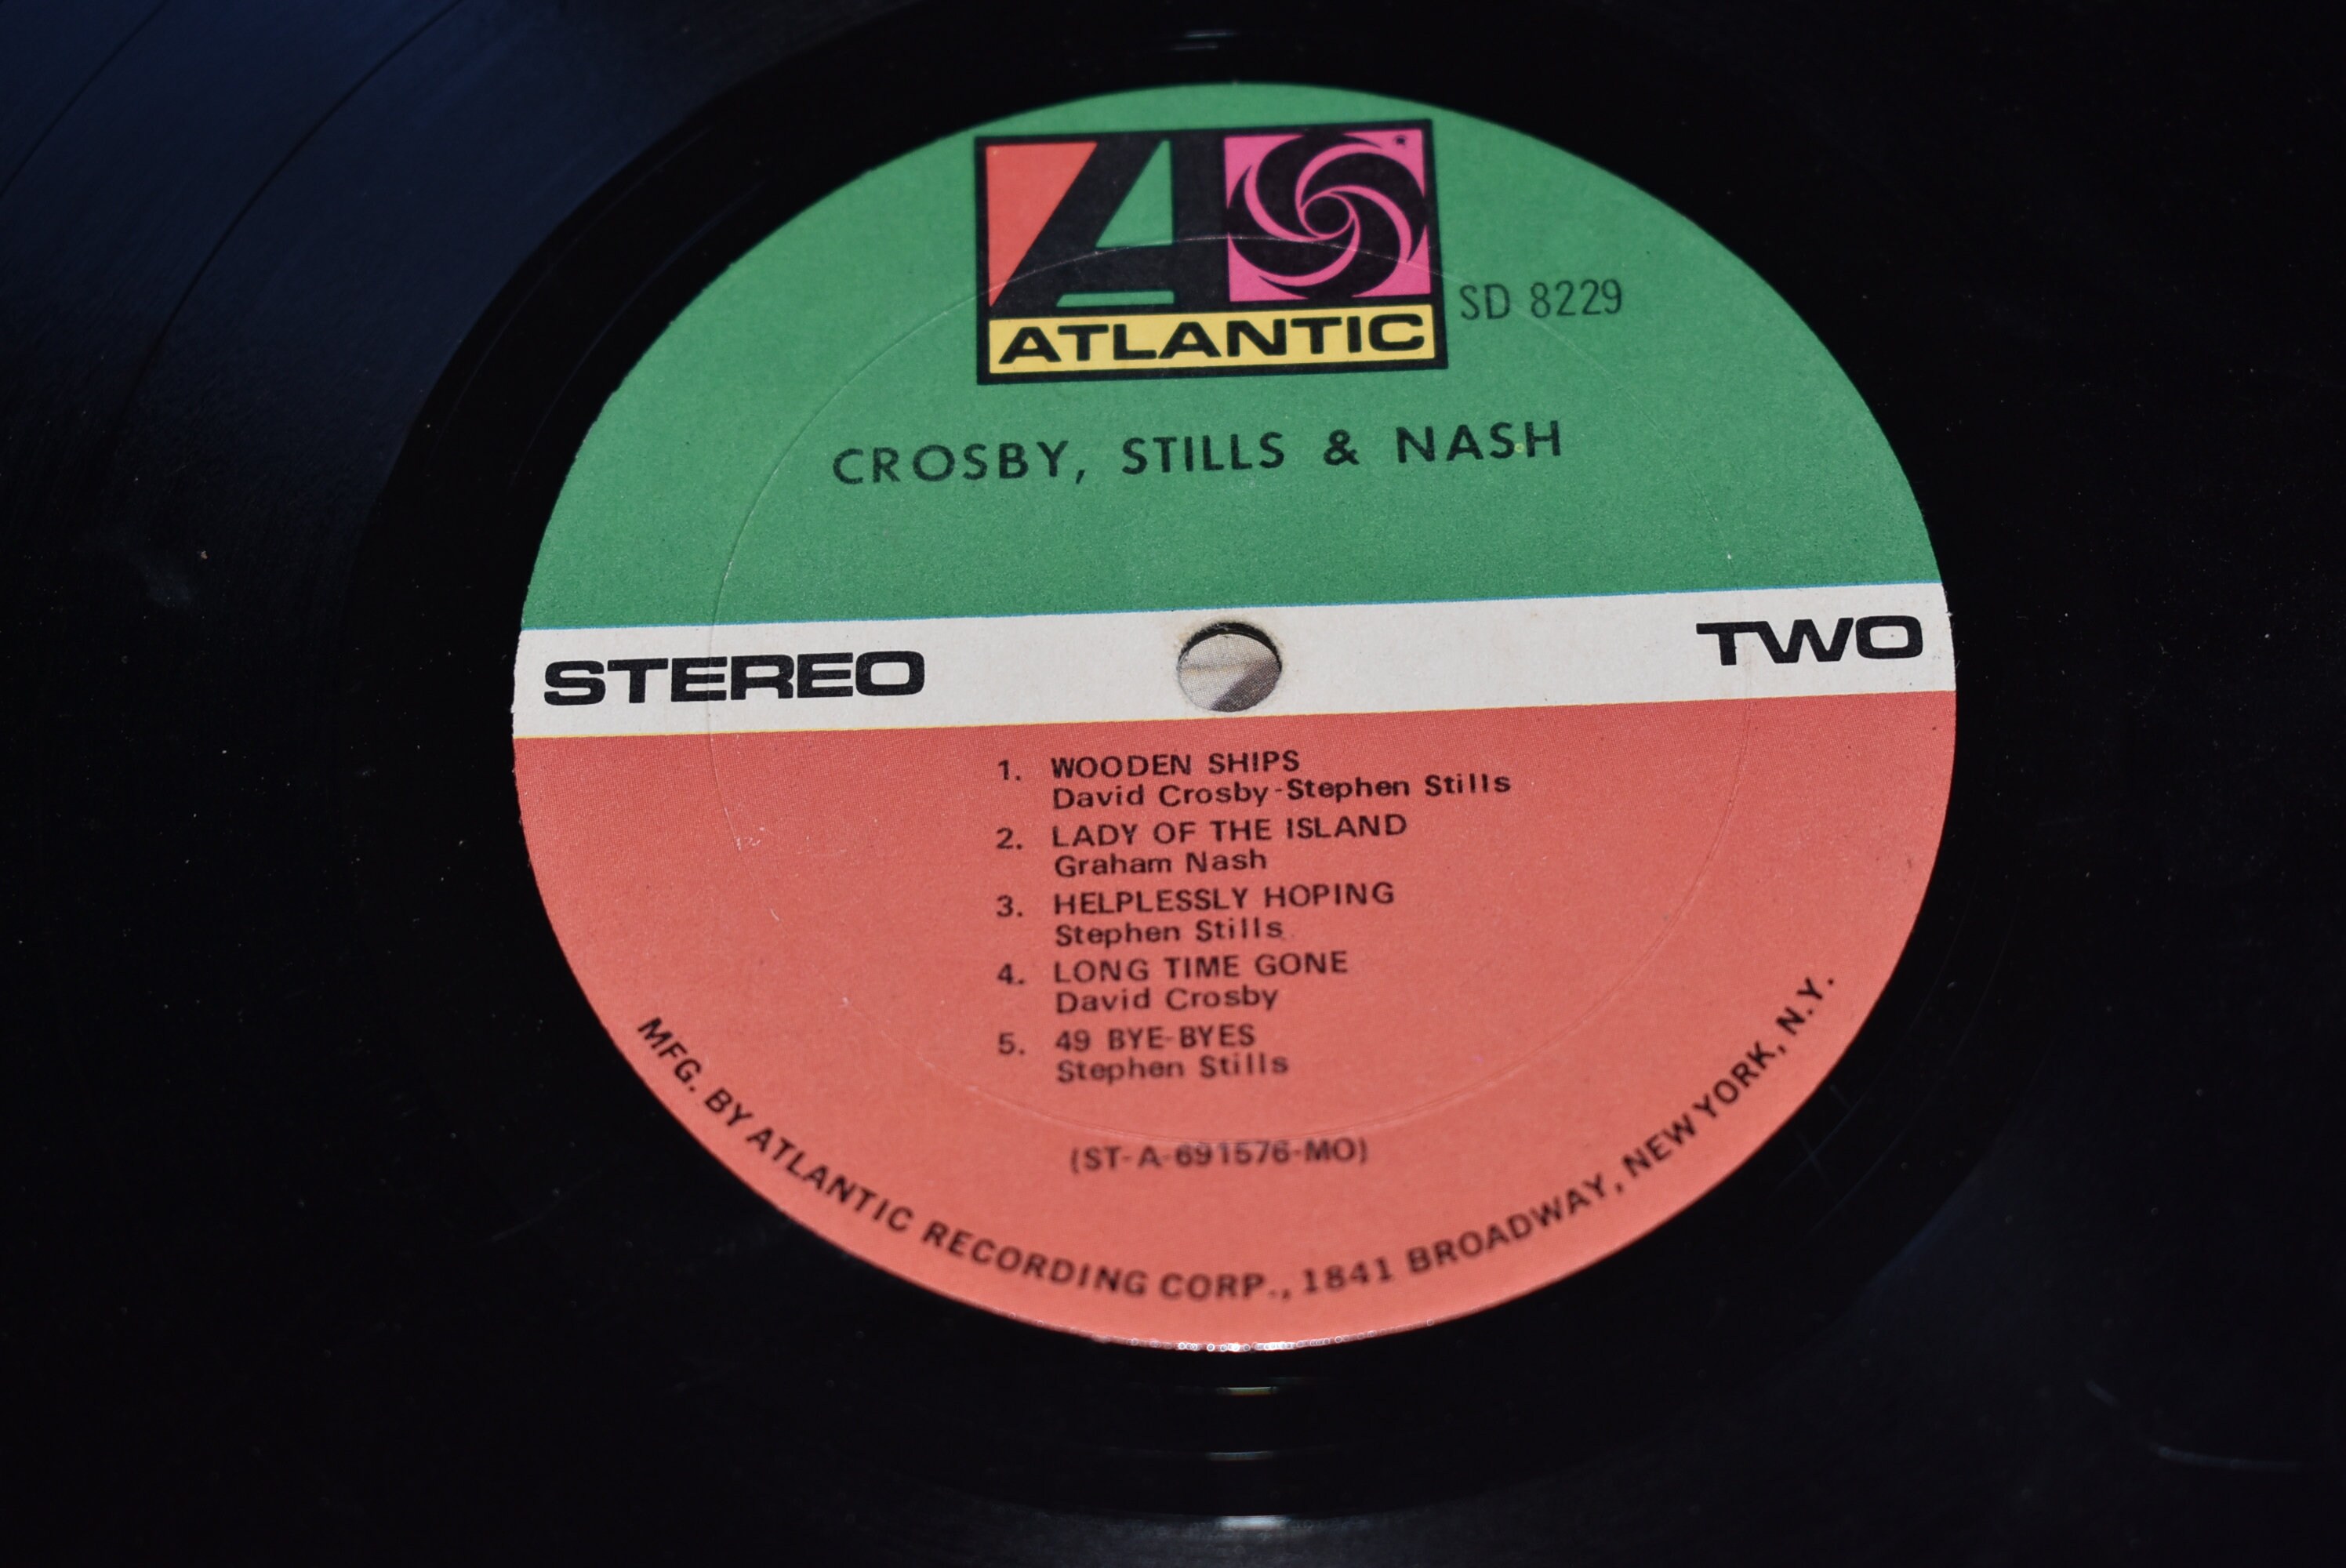 ATLANTIC
SD 8229
CROSBY, STILLS & NASH
STEREO
TWO
1. WOODEN SHIPS
David Crosby-Stephen Stills
2. LADY OF THE ISLAND
Graham Nash
3. HELPLESSLY HOPING
Stephen Stills
4. LONG TIME GONE
David Crosby
5. 49 BYE-BYES
Stephen Stills
(ST-A-691576-MO)
MFG. BY ATLANTIC RECORDING CORP., 1841 BROADWAY, NEW YORK, N.Y.